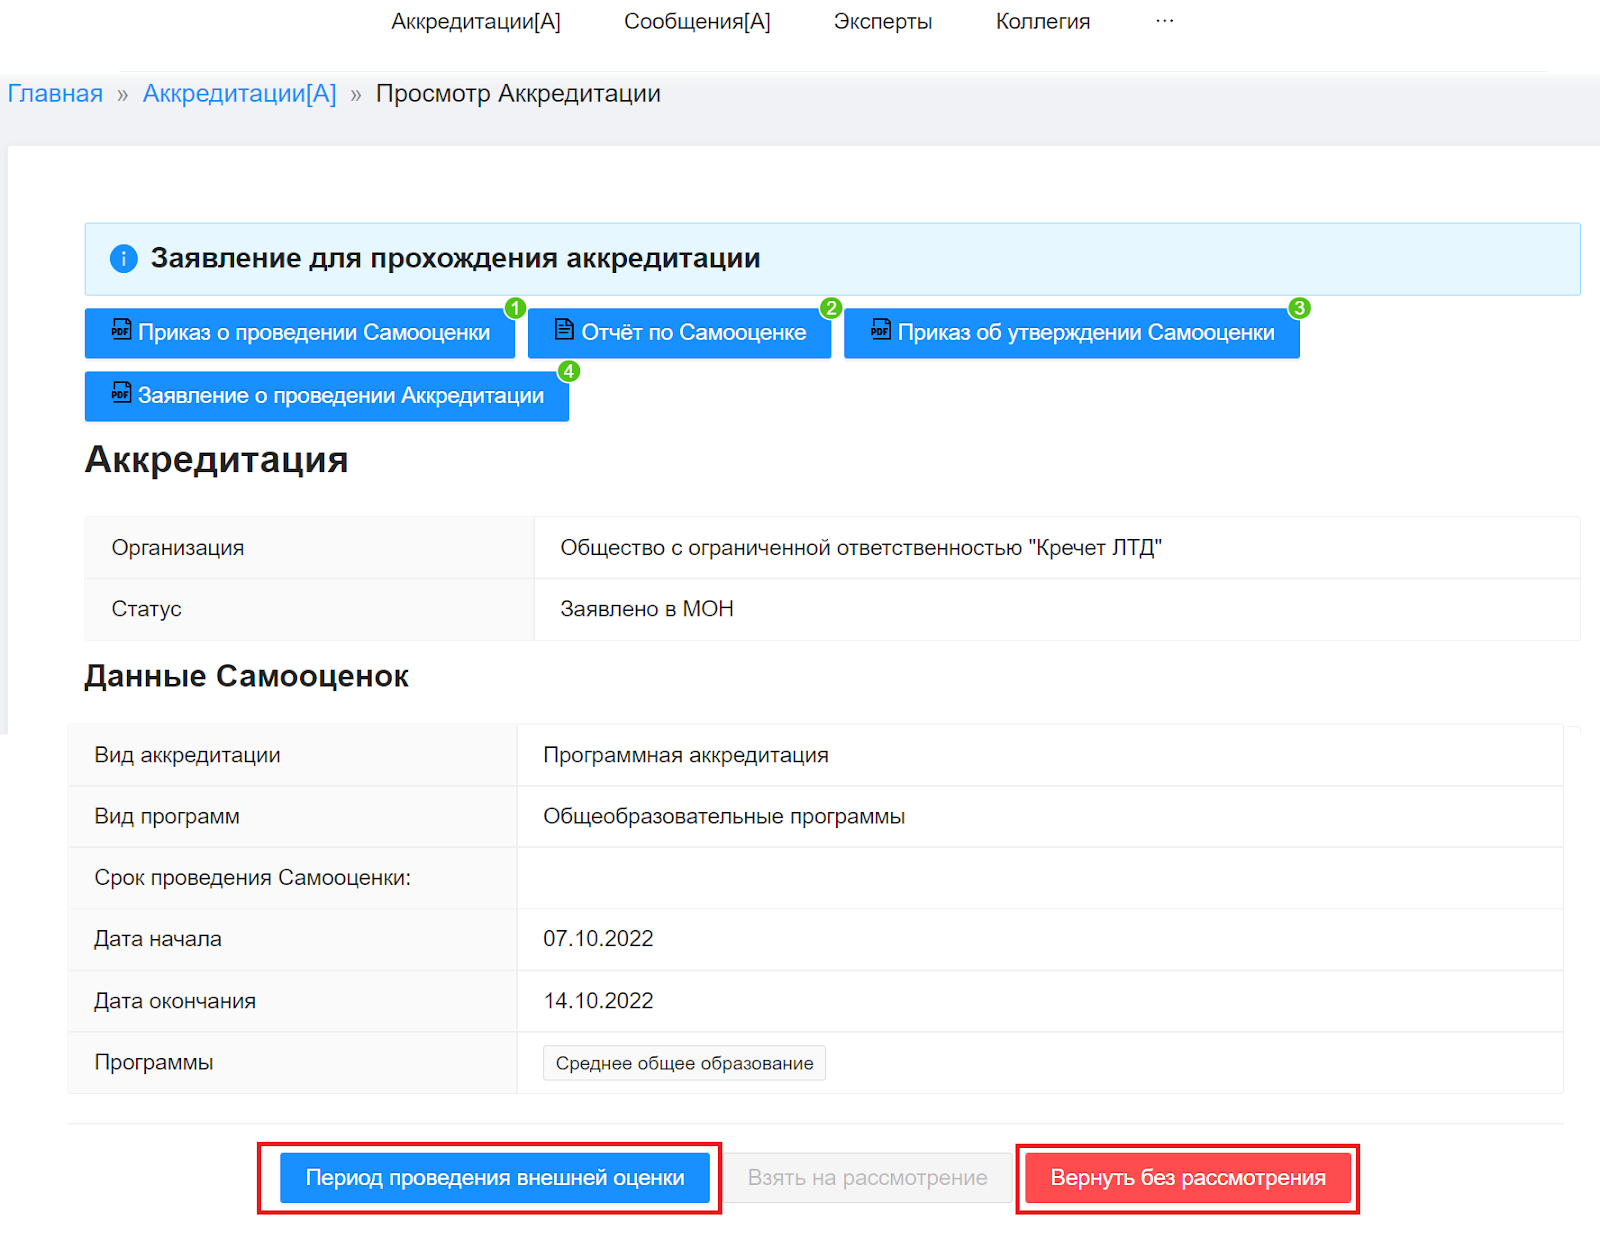 Аккредитации[А] Сообщения[А] Эксперты Коллегия ...
Главная » Аккредитации[А] » Просмотр Аккредитации
Заявление для прохождения аккредитации
1 2 3
PDF Приказ о проведении Самооценки Отчёт по Самооценке PDF Приказ об утверждении Самооценки
4
PDF Заявление о проведении Аккредитации
Аккредитация
Организация Общество с ограниченной ответственностью "Кречет ЛТД"
Статус Заявлено в МОН
Данные Самооценок
Вид аккредитации Программная аккредитация
Вид программ Общеобразовательные программы
Срок проведения Самооценки:
Дата начала 07.10.2022
Дата окончания 14.10.2022
Программы Среднее общее образование
Период проведения внешней оценки Взять на рассмотрение Вернуть без рассмотрения